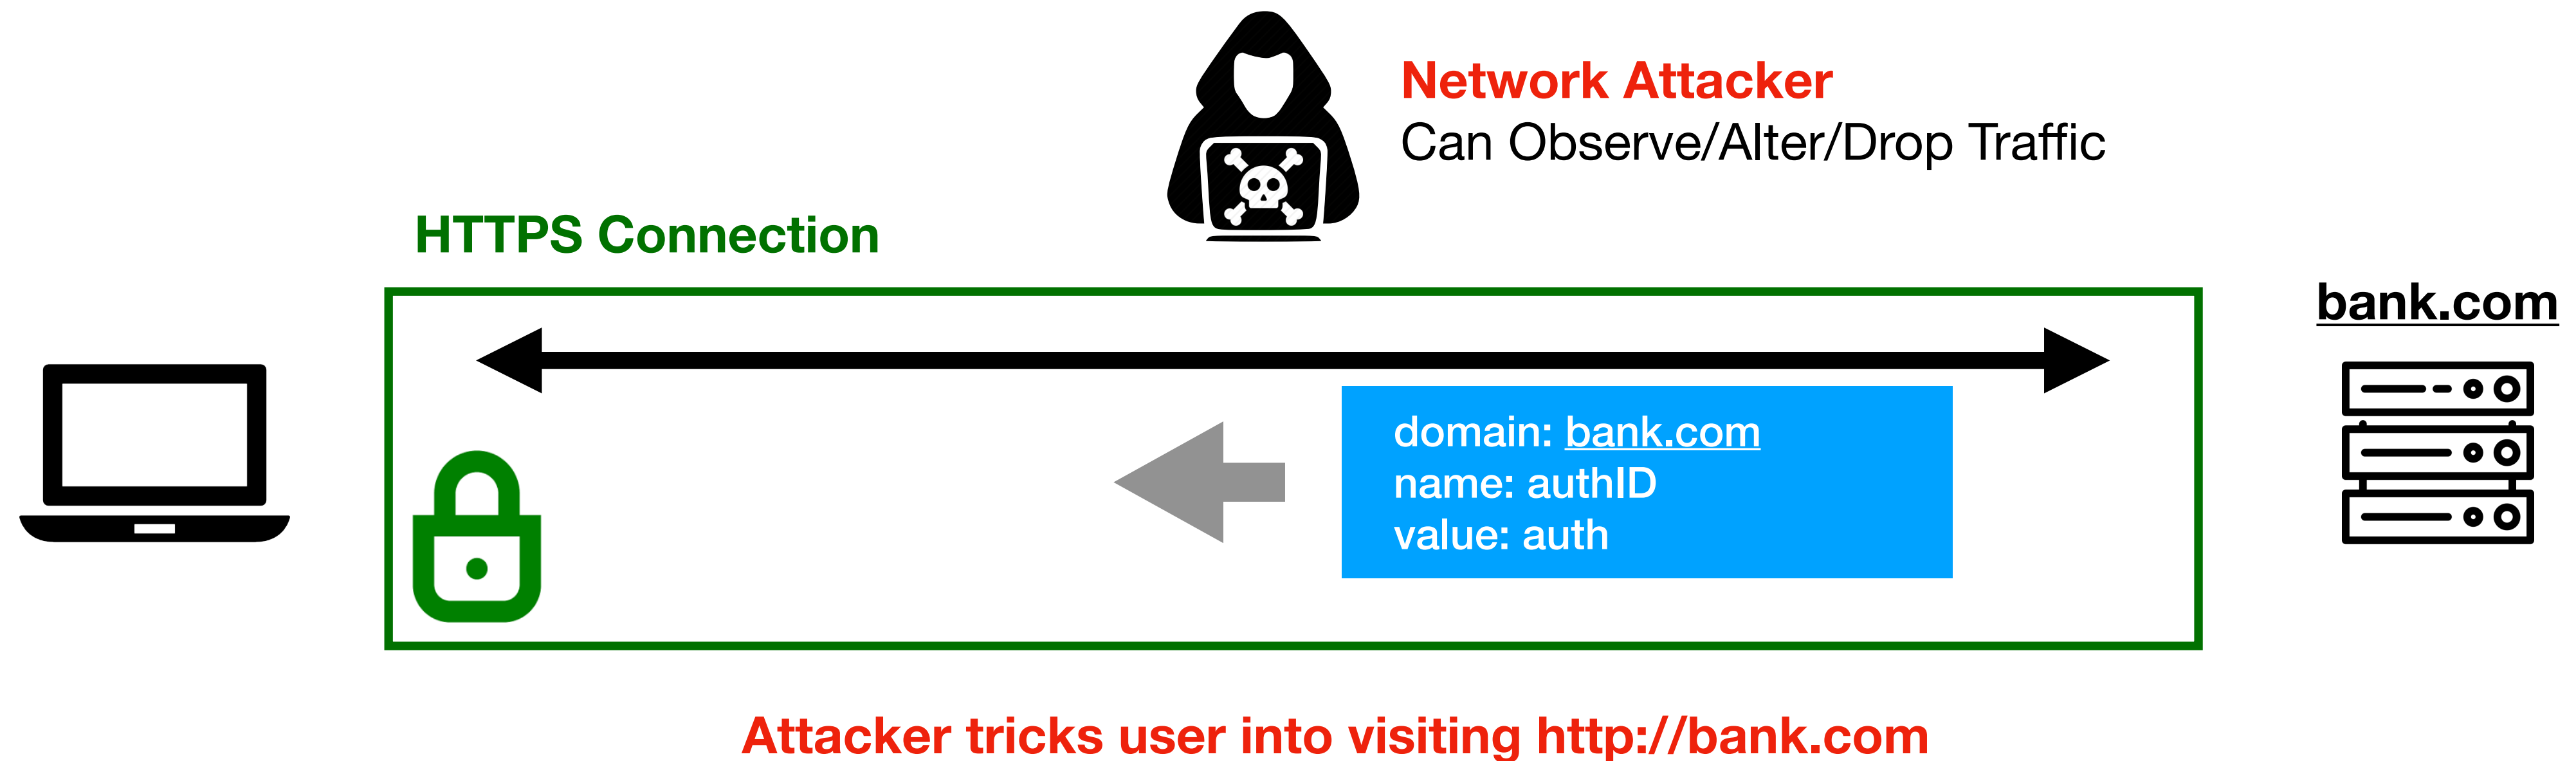 Network Attacker
Can Observe/Alter/Drop Traffic
HTTPS Connection
bank.com
domain: bank.com
name: authID
value: auth
Attacker tricks user into visiting http://bank.com